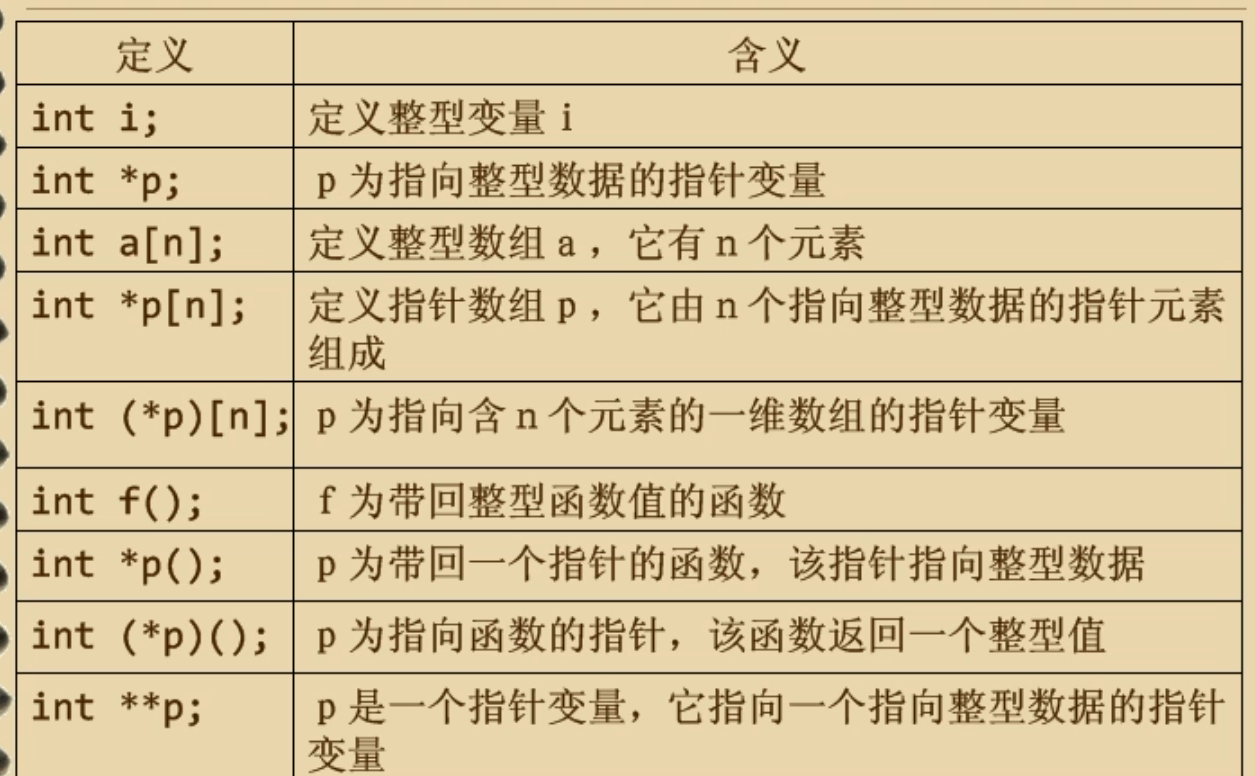 定义 含义
int i; 定义整型变量 i
int *p; p 为指向整型数据的指针变量
int a[n]; 定义整型数组 a，它有 n 个元素
int *p[n]; 定义指针数组 p，它由 n 个指向整型数据的指针元素
组成
int (*p)[n]; p 为指向含 n 个元素的一维数组的指针变量
int f(); f 为带回整型函数值的函数
int *p(); p 为带回一个指针的函数，该指针指向整型数据
int (*p)(); p 为指向函数的指针，该函数返回一个整型值
int **p; p 是一个指针变量，它指向一个指向整型数据的指针
变量